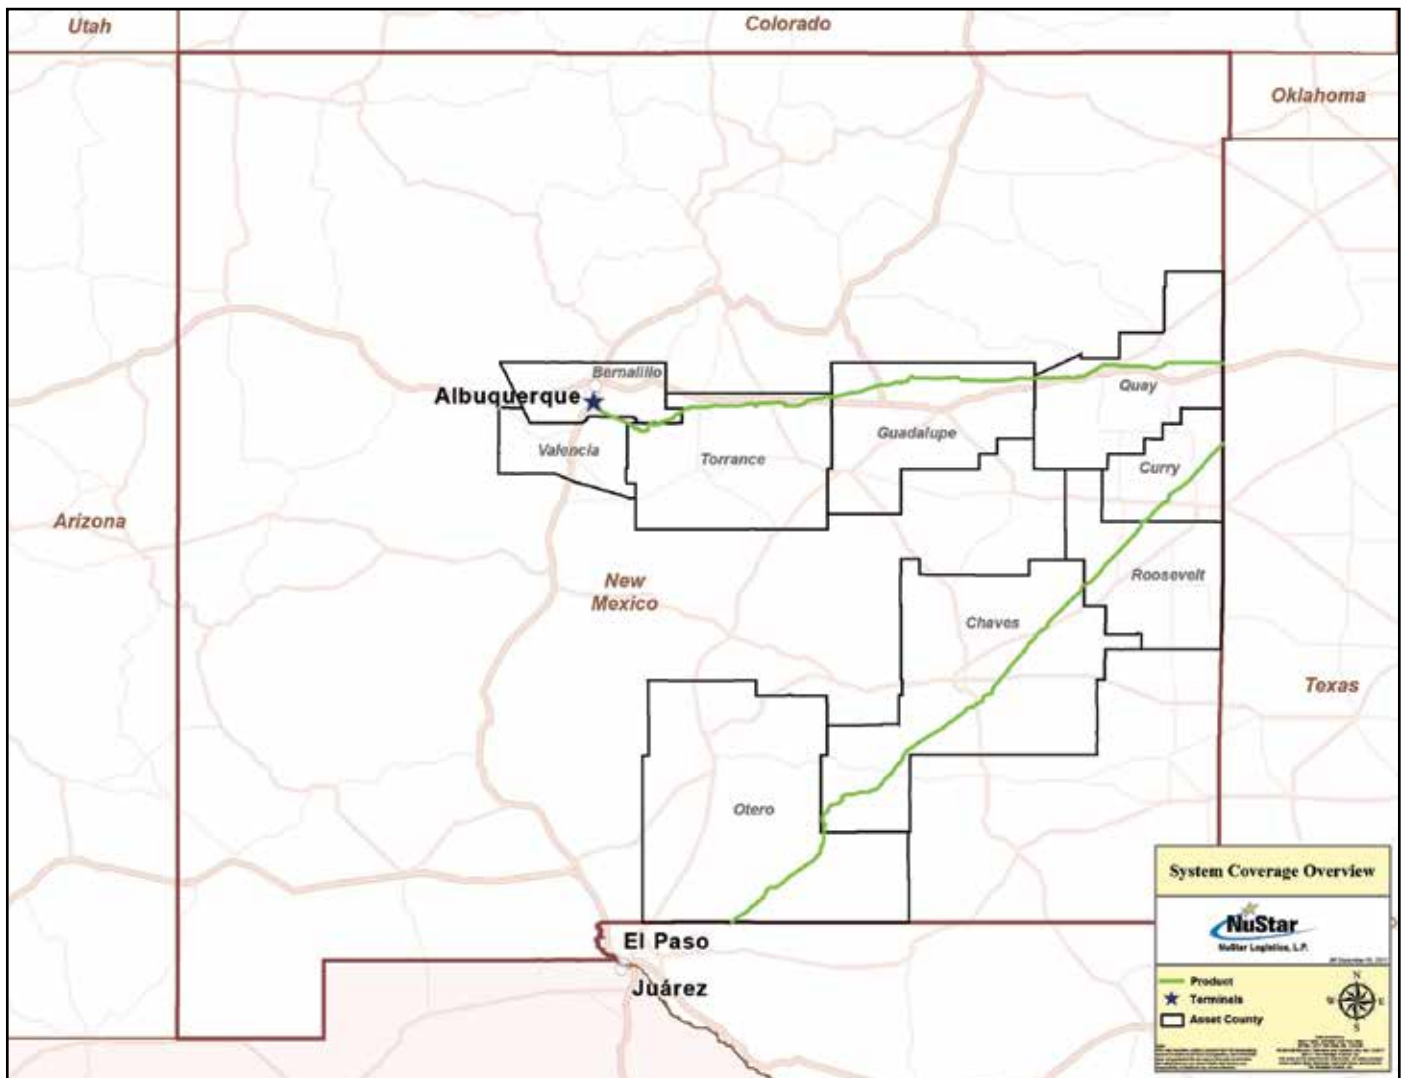 Utah
Colorado
Oklahoma
Bernalillo
Albuquerque
Quay
Guadalupe
Valencia
Torrance
Curry
Arizona
New
Mexico
Roosevelt
Chaves
Texas
Otero
El Paso
Juárez
System Coverage Overview
NuStar
NuStar Logistics, L.P.
Product
Terminals
Asset County
N
W
E
S